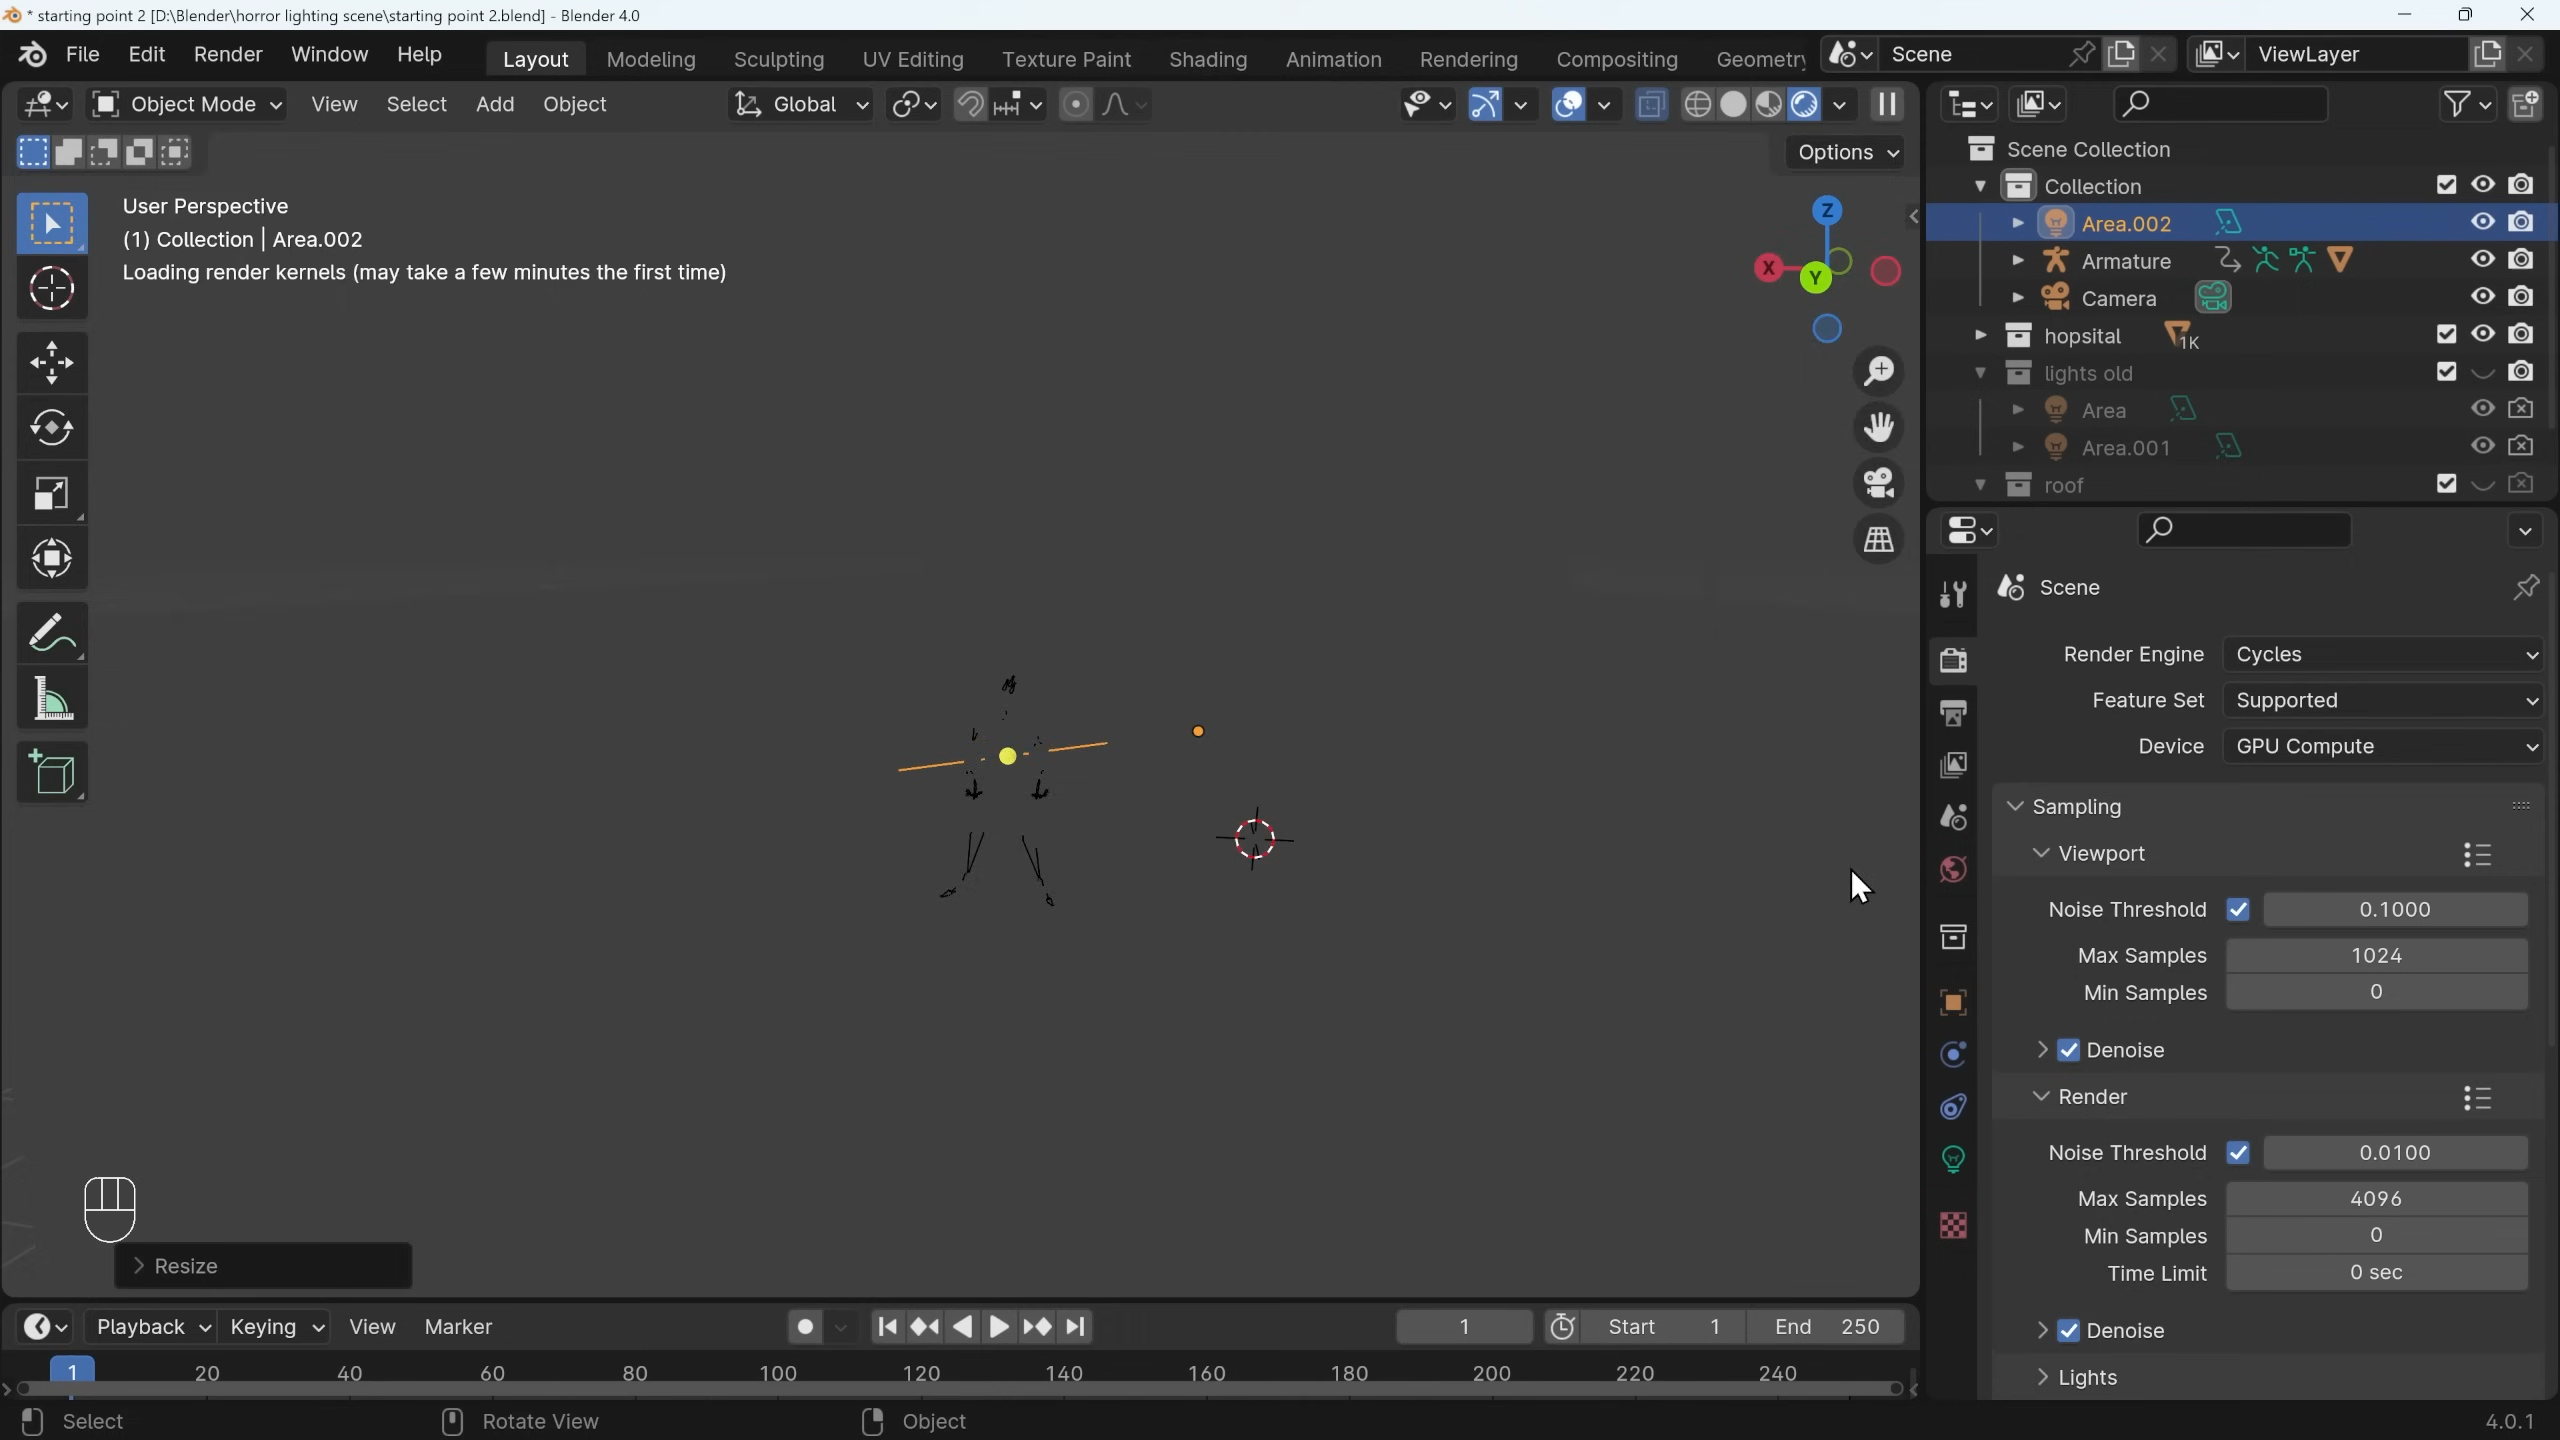 * starting point 2 [D:\Blender\horror lighting scene\starting point 2.blend] - Blender 4.0
File Edit Render Window Help Layout Modeling Sculpting UV Editing Texture Paint Shading Animation Rendering Compositing Geometry Scene ViewLayer
Object Mode View Select Add Object Global
Options
User Perspective
(1) Collection | Area.002
Loading render kernels (may take a few minutes the first time)
Z
X
Y
Scene Collection
Collection
Area.002
Armature
Camera
hopsital 1K
lights old
Area
Area.001
roof
Scene
Render Engine Cycles
Feature Set Supported
Device GPU Compute
Sampling
Viewport
Noise Threshold 0.1000
Max Samples 1024
Min Samples 0
Denoise
Render
Noise Threshold 0.0100
Max Samples 4096
Min Samples 0
Time Limit 0 sec
Denoise
Lights
Resize
Playback Keying View Marker 1 Start 1 End 250
1 20 40 60 80 100 120 140 160 180 200 220 240
Select Rotate View Object 4.0.1